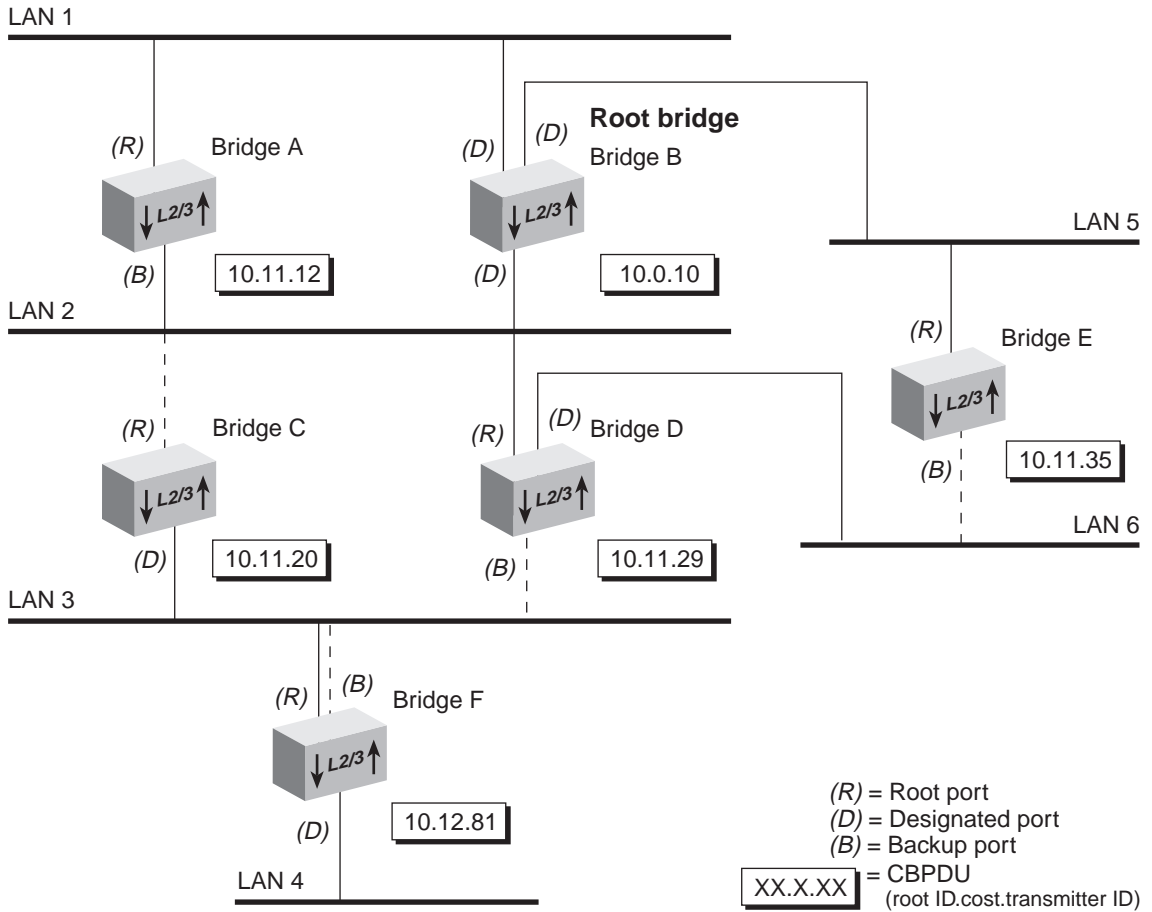 LAN 1
(R)
Bridge A
(D)
(D)
Root bridge
Bridge B
L2/3
L2/3
LAN 5
(B)
10.11.12
(D)
10.0.10
LAN 2
(R)
Bridge E
L2/3
(R)
Bridge C
(R)
(D)
Bridge D
L2/3
L2/3
(B)
10.11.35
LAN 6
(D)
10.11.20
(B)
10.11.29
LAN 3
(R)
(B)
Bridge F
L2/3
(D)
10.12.81
LAN 4
(R) = Root port
(D) = Designated port
(B) = Backup port
XX.X.XX = CBPDU
(root ID.cost.transmitter ID)